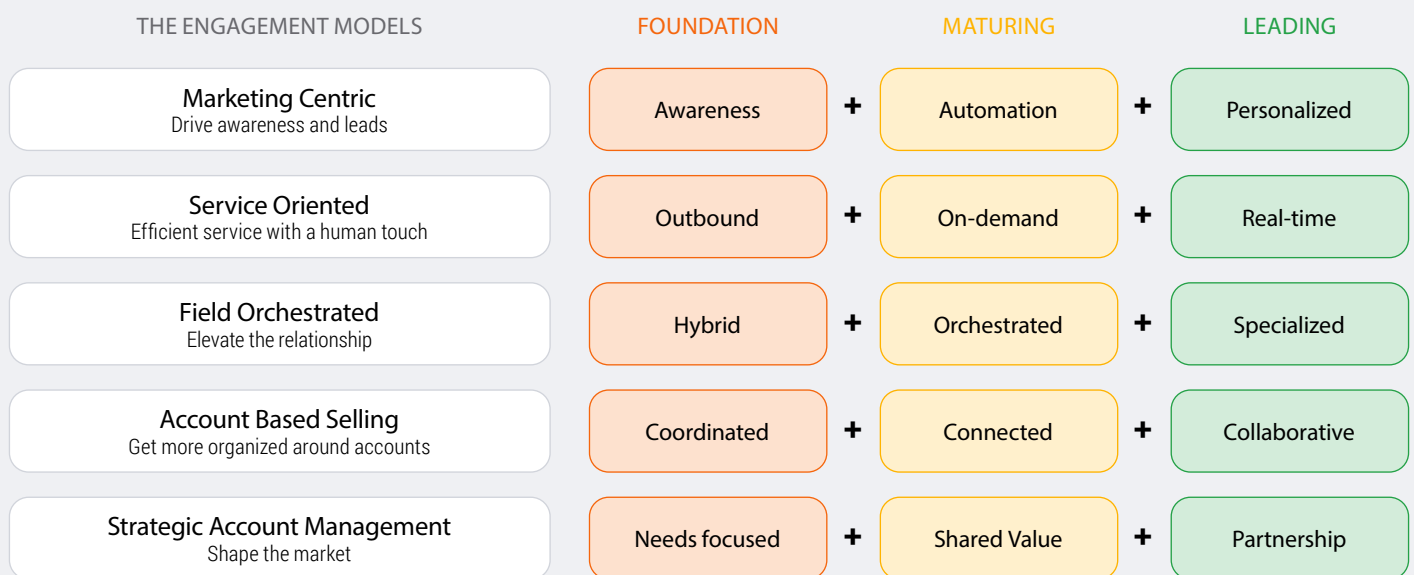 THE ENGAGEMENT MODELS
FOUNDATION
MATURING
LEADING
Marketing Centric
Drive awareness and leads
Awareness
+
Automation
+
Personalized
Service Oriented
Efficient service with a human touch
Outbound
+
On-demand
+
Real-time
Field Orchestrated
Elevate the relationship
Hybrid
+
Orchestrated
+
Specialized
Account Based Selling
Get more organized around accounts
Coordinated
+
Connected
+
Collaborative
Strategic Account Management
Shape the market
Needs focused
+
Shared Value
+
Partnership